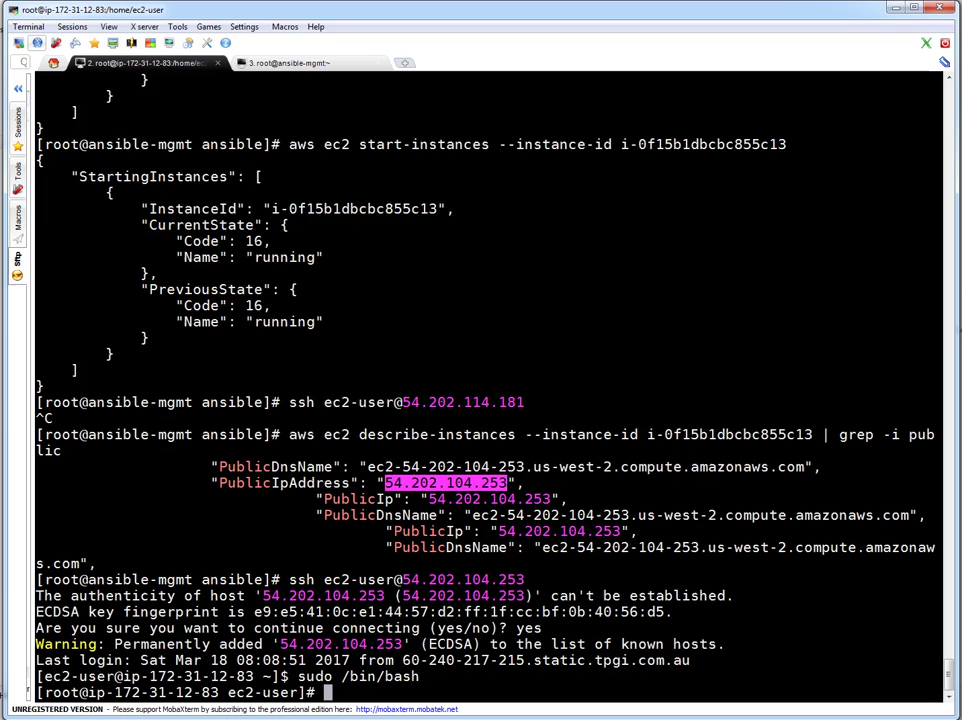 root@ip-172-31-12-83:/home/ec2-user
Terminal Sessions View X server Tools Games Settings Macros Help
2. root@ip-172-31-12-83:/home/ec
3. root@ansible-mgmt:~
Sessions
Tools
Macros
Sftp
}
}
]
}
[root@ansible-mgmt ansible]# aws ec2 start-instances --instance-id i-0f15b1dbcbc855c13
{
"StartingInstances": [
{
"InstanceId": "i-0f15b1dbcbc855c13",
"CurrentState": {
"Code": 16,
"Name": "running"
},
"PreviousState": {
"Code": 16,
"Name": "running"
}
}
]
}
[root@ansible-mgmt ansible]# ssh ec2-user@54.202.114.181
^C
[root@ansible-mgmt ansible]# aws ec2 describe-instances --instance-id i-0f15b1dbcbc855c13 | grep -i pub
lic
"PublicDnsName": "ec2-54-202-104-253.us-west-2.compute.amazonaws.com",
"PublicIpAddress": "54.202.104.253",
"PublicIp": "54.202.104.253",
"PublicDnsName": "ec2-54-202-104-253.us-west-2.compute.amazonaws.com",
"PublicIp": "54.202.104.253",
"PublicDnsName": "ec2-54-202-104-253.us-west-2.compute.amazonaw
s.com",
[root@ansible-mgmt ansible]# ssh ec2-user@54.202.104.253
The authenticity of host '54.202.104.253 (54.202.104.253)' can't be established.
ECDSA key fingerprint is e9:e5:41:0c:e1:44:57:d2:ff:1f:cc:bf:0b:40:56:d5.
Are you sure you want to continue connecting (yes/no)? yes
Warning: Permanently added '54.202.104.253' (ECDSA) to the list of known hosts.
Last login: Sat Mar 18 08:08:51 2017 from 60-240-217-215.static.tpgi.com.au
[ec2-user@ip-172-31-12-83 ~]$ sudo /bin/bash
[root@ip-172-31-12-83 ec2-user]#
UNREGISTERED VERSION - Please support MobaXterm by subscribing to the professional edition here: http://mobaxterm.mobatek.net